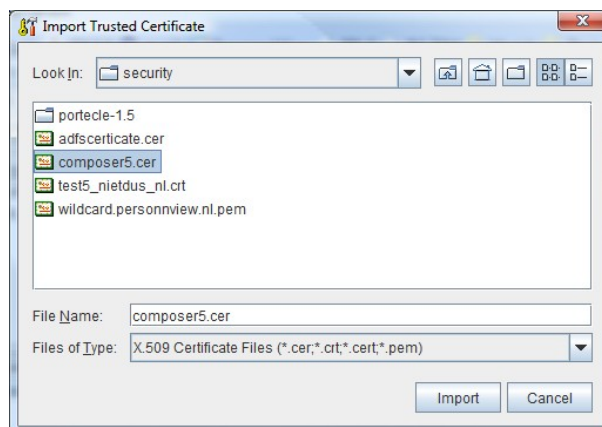 Import Trusted Certificate
Look In: security
portecle-1.5
adfscerticate.cer
composer5.cer
test5_nietdus_nl.crt
wildcard.personnview.nl.pem
File Name: composer5.cer
Files of Type: X.509 Certificate Files (*.cer;*.crt;*.cert;*.pem)
Import Cancel